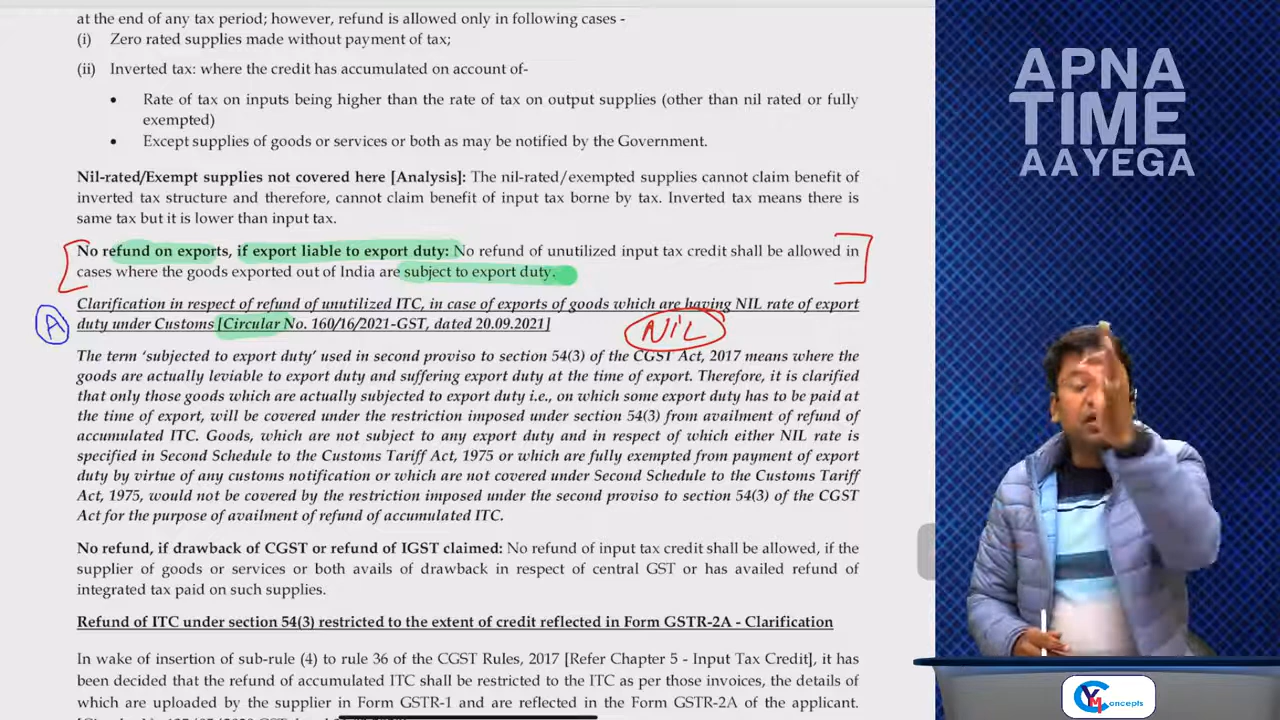 at the end of any tax period; however, refund is allowed only in following cases -
(i) Zero rated supplies made without payment of tax;
(ii) Inverted tax: where the credit has accumulated on account of-
• Rate of tax on inputs being higher than the rate of tax on output supplies (other than nil rated or fully
exempted)
• Except supplies of goods or services or both as may be notified by the Government.
Nil-rated/Exempt supplies not covered here [Analysis]: The nil-rated/exempted supplies cannot claim benefit of
inverted tax structure and therefore, cannot claim benefit of input tax borne by tax. Inverted tax means there is
same tax but it is lower than input tax.
No refund on exports, if export liable to export duty: No refund of unutilized input tax credit shall be allowed in
cases where the goods exported out of India are subject to export duty.
Clarification in respect of refund of unutilized ITC, in case of exports of goods which are having NIL rate of export
A
duty under Customs [Circular No. 160/16/2021-GST, dated 20.09.2021]
NIL
The term 'subjected to export duty' used in second proviso to section 54(3) of the CGST Act, 2017 means where the
goods are actually leviable to export duty and suffering export duty at the time of export. Therefore, it is clarified
that only those goods which are actually subjected to export duty i.e., on which some export duty has to be paid at
the time of export, will be covered under the restriction imposed under section 54(3) from availment of refund of
accumulated ITC. Goods, which are not subject to any export duty and in respect of which either NIL rate is
specified in Second Schedule to the Customs Tariff Act, 1975 or which are fully exempted from payment of export
duty by virtue of any customs notification or which are not covered under Second Schedule to the Customs Tariff
Act, 1975, would not be covered by the restriction imposed under the second proviso to section 54(3) of the CGST
Act for the purpose of availment of refund of accumulated ITC.
No refund, if drawback of CGST or refund of IGST claimed: No refund of input tax credit shall be allowed, if the
supplier of goods or services or both avails of drawback in respect of central GST or has availed refund of
integrated tax paid on such supplies.
Refund of ITC under section 54(3) restricted to the extent of credit reflected in Form GSTR-2A - Clarification
In wake of insertion of sub-rule (4) to rule 36 of the CGST Rules, 2017 [Refer Chapter 5 - Input Tax Credit], it has
been decided that the refund of accumulated ITC shall be restricted to the ITC as per those invoices, the details of
which are uploaded by the supplier in Form GSTR-1 and are reflected in the Form GSTR-2A of the applicant.
APNA
TIME
AAYEGA
oncepts